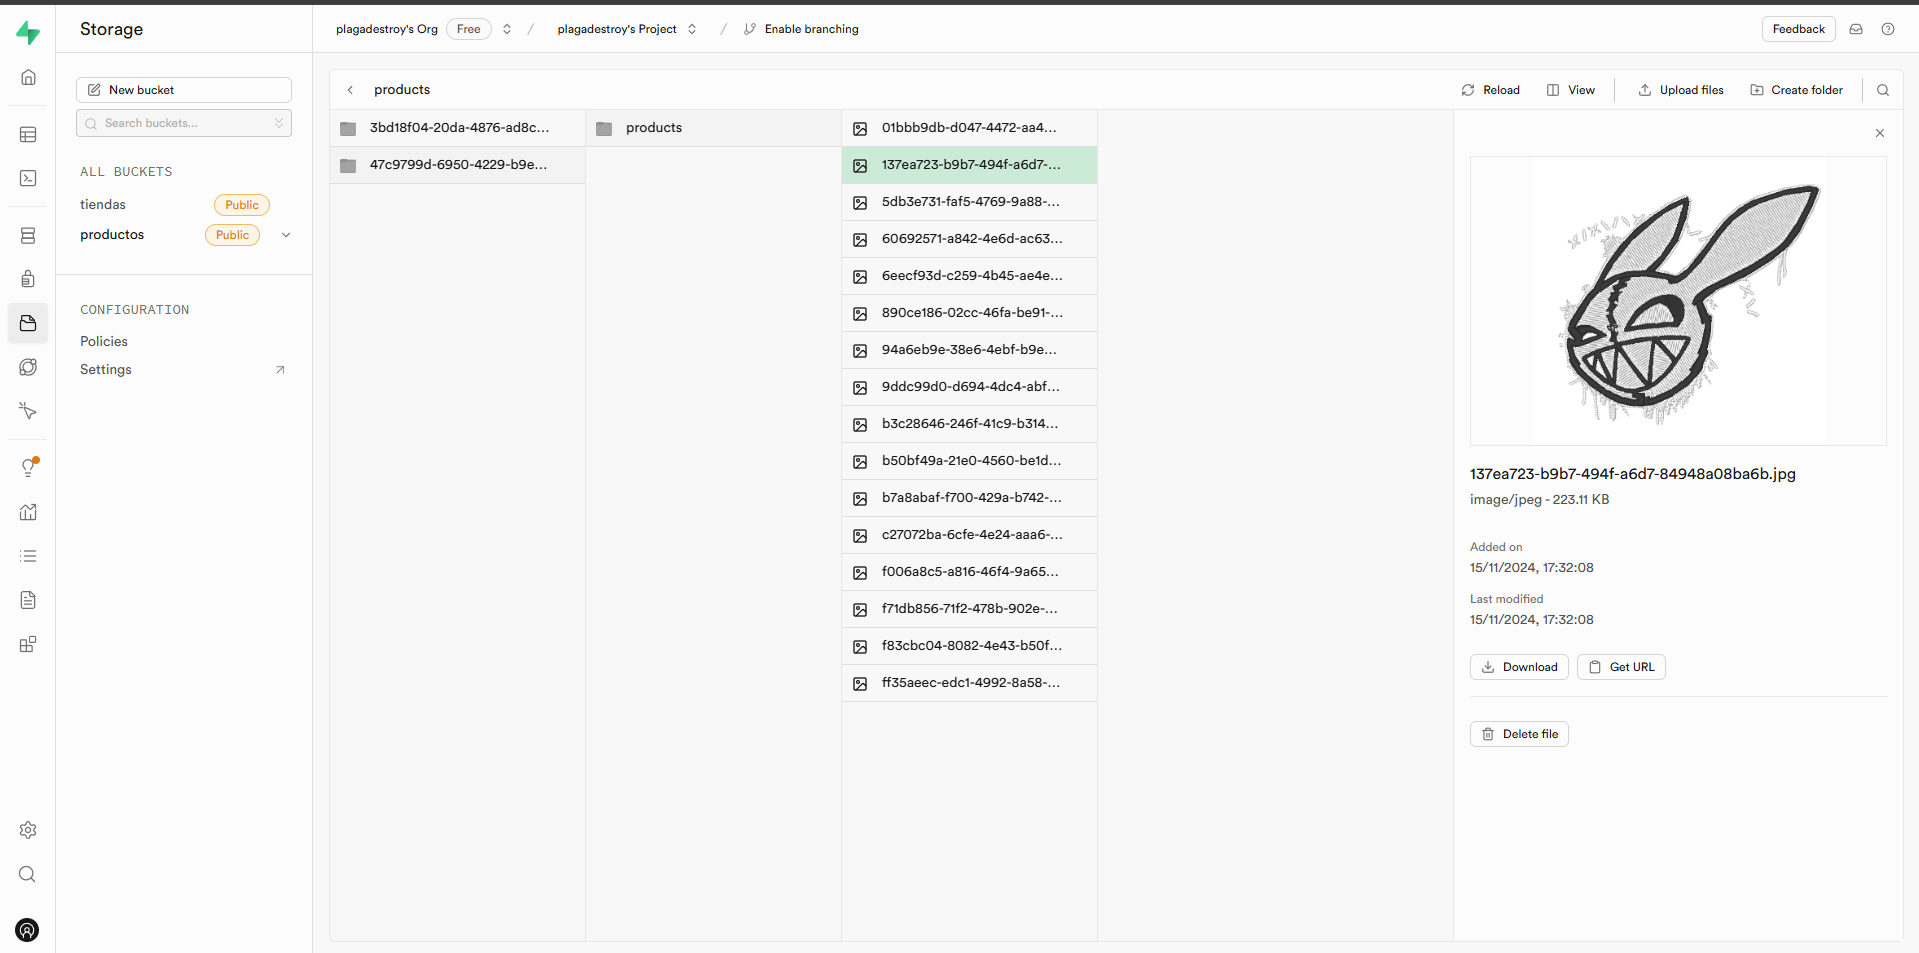 Storage
plagadestroy's Org Free / plagadestroy's Project / Enable branching
Feedback
New bucket
Search buckets...
ALL BUCKETS
tiendas Public
productos Public
CONFIGURATION
Policies
Settings
products
Reload View Upload files Create folder
3bd18f04-20da-4876-ad8c...
47c9799d-6950-4229-b9e...
products
01bbb9db-d047-4472-aa4...
137ea723-b9b7-494f-a6d7-...
5db3e731-faf5-4769-9a88-...
60692571-a842-4e6d-ac63...
6eecf93d-c259-4b45-ae4e...
890ce186-02cc-46fa-be91-...
94a6eb9e-38e6-4ebf-b9e...
9ddc99d0-d694-4dc4-abf...
b3c28646-246f-41c9-b314...
b50bf49a-21e0-4560-be1d...
b7a8abaf-f700-429a-b742-...
c27072ba-6cfe-4e24-aaa6-...
f006a8c5-a816-46f4-9a65...
f71db856-71f2-478b-902e-...
f83cbc04-8082-4e43-b50f...
ff35aeec-edc1-4992-8a58-...
137ea723-b9b7-494f-a6d7-84948a08ba6b.jpg
image/jpeg - 223.11 KB
Added on
15/11/2024, 17:32:08
Last modified
15/11/2024, 17:32:08
Download Get URL
Delete file